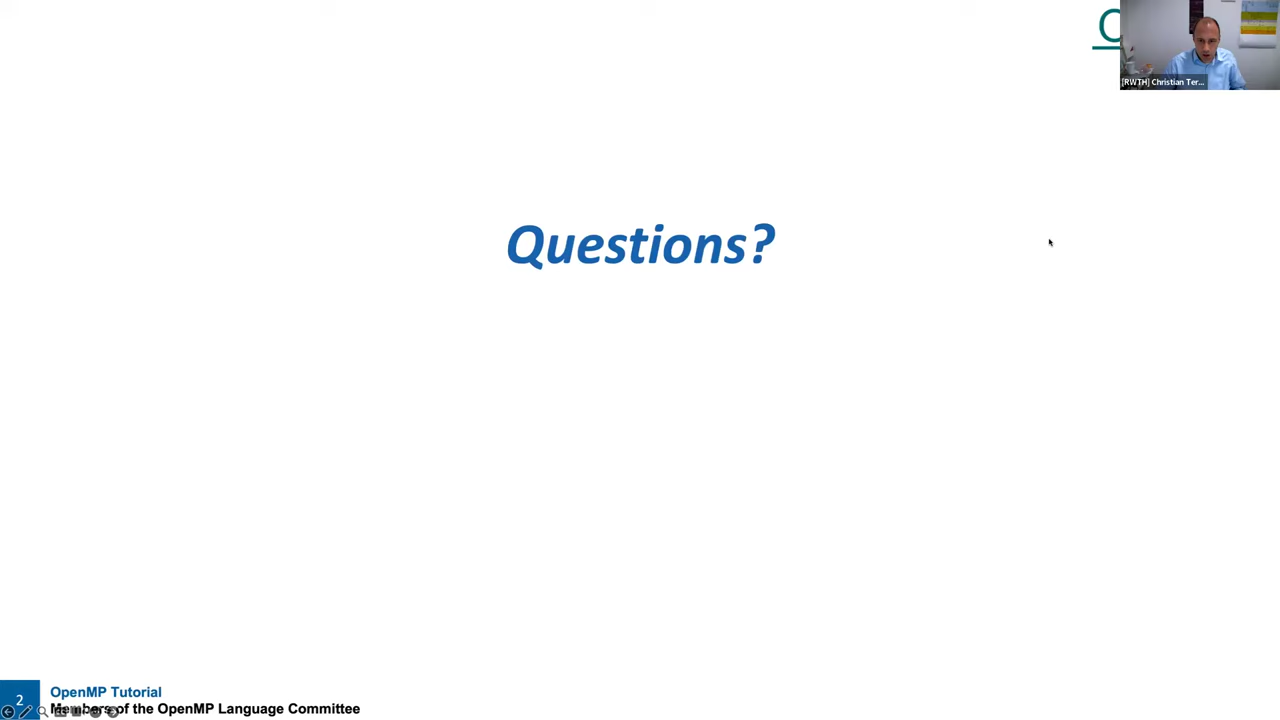 [RWTH] Christian Ter...
Questions?
2
OpenMP Tutorial
Members of the OpenMP Language Committee